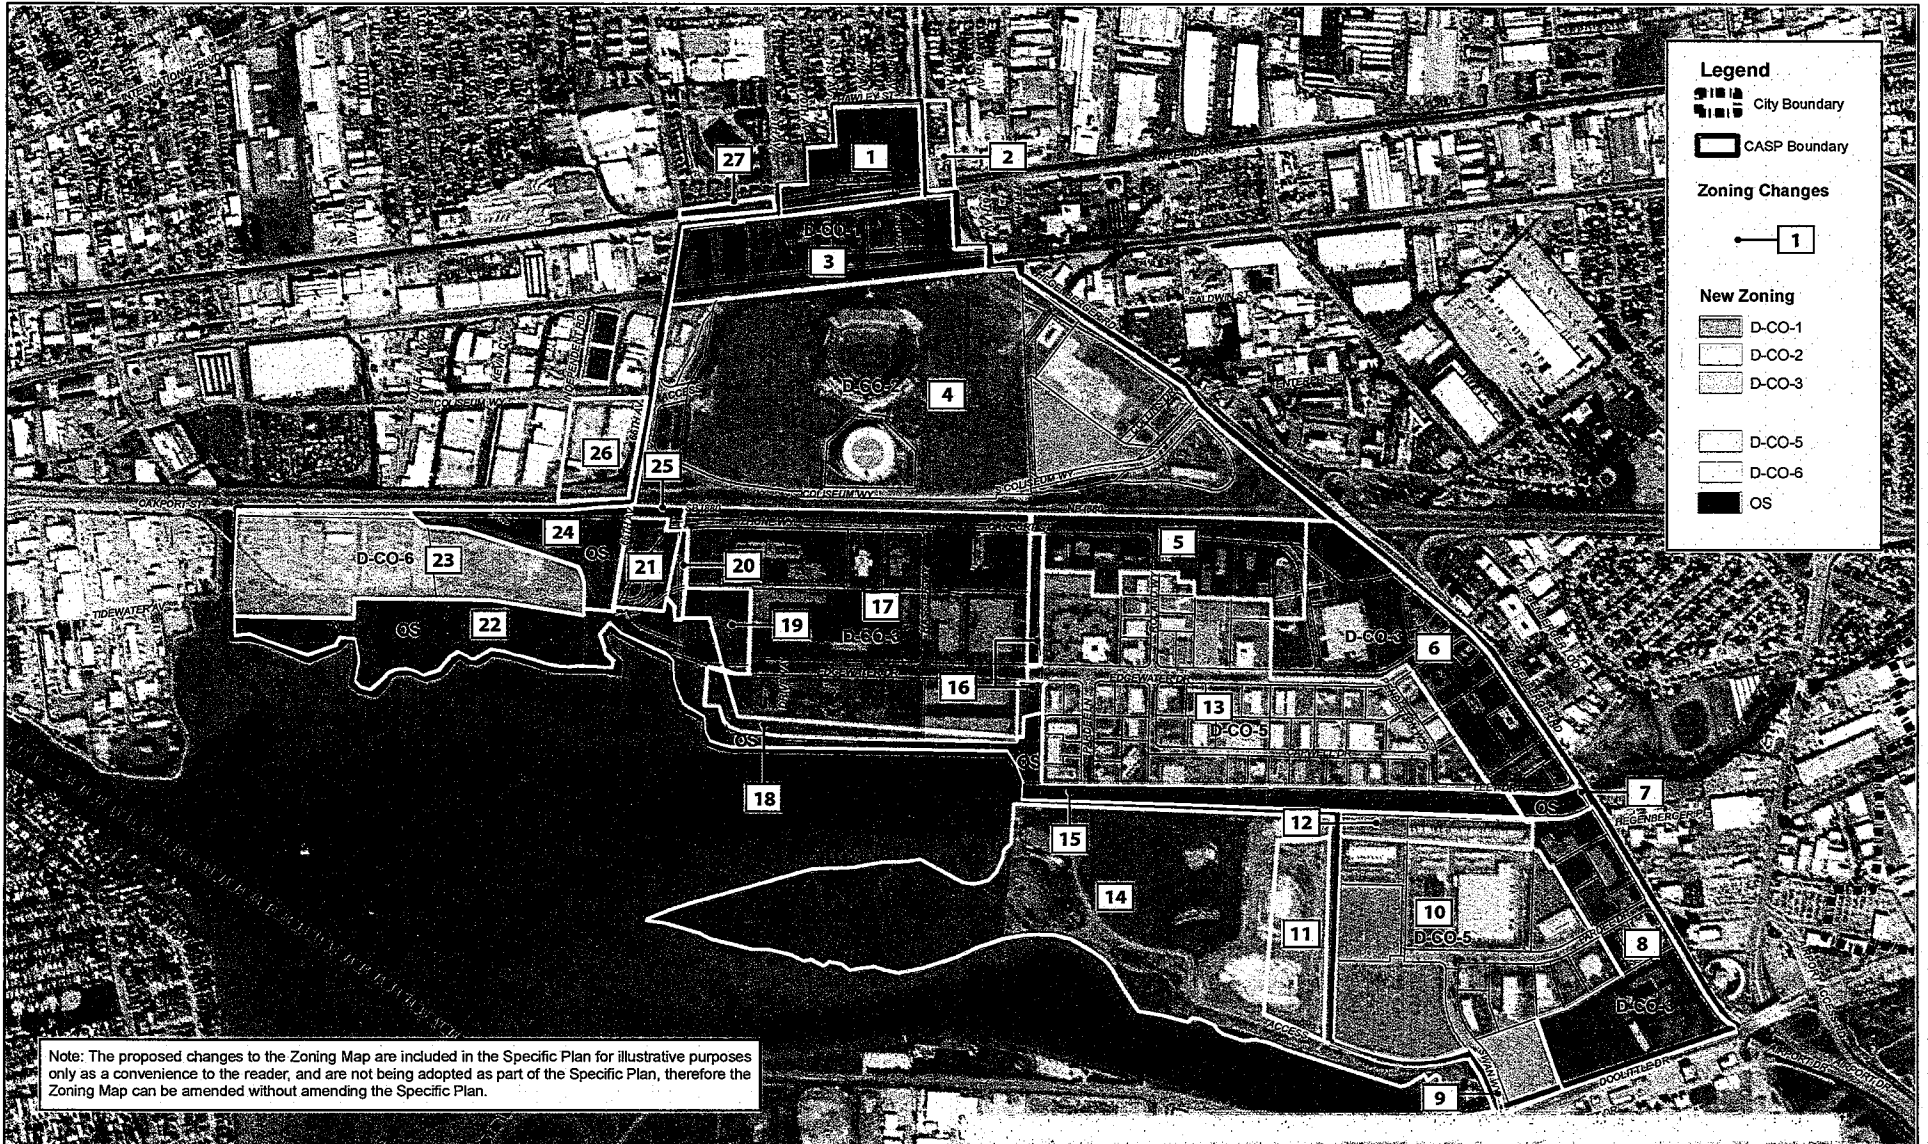 Legend
City Boundary
CASP Boundary
Zoning Changes
1
New Zoning
D-CO-1
D-CO-2
D-CO-3
D-CO-5
D-CO-6
OS
27
1
2
D-CO-1
3
BALDWIN
D-CO-2
4
COLISEUM WY
26
25
COLISEUM WY
COLISEUM WY
OAKPORT ST
24
OS
D-CO-6
23
21
20
5
17
D-CO-3
19
TIDEWATER AV
OS
22
D-CO-3
6
16
EDGEWATER DR
13
D-CO-5
OS
OS
18
7
OS
HEGENBERGER
12
15
14
10
D-CO-5
11
8
D-CO-3
ACCESS
DOOLITTLE DR
9
Note: The proposed changes to the Zoning Map are included in the Specific Plan for illustrative purposes
only as a convenience to the reader, and are not being adopted as part of the Specific Plan, therefore the
Zoning Map can be amended without amending the Specific Plan.